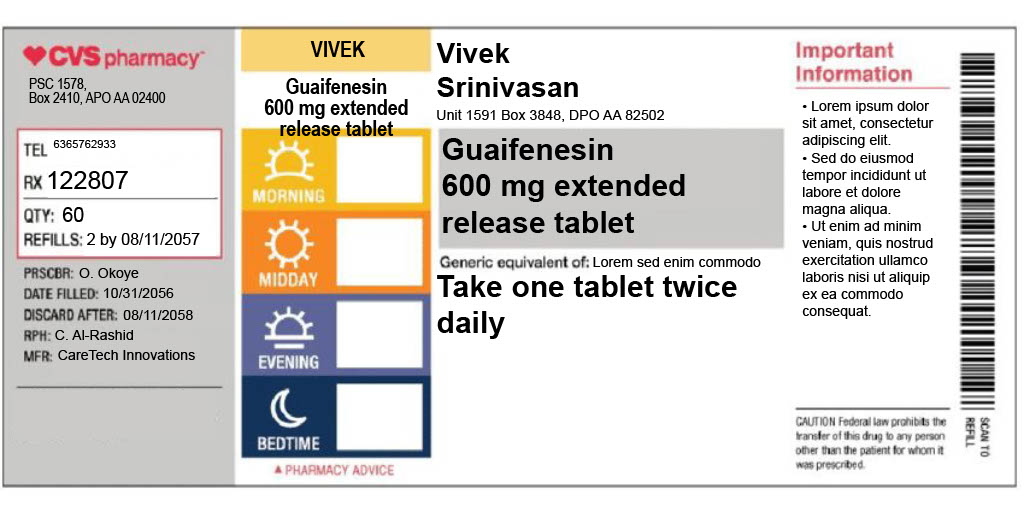 CVS pharmacy
PSC 1578,
Box 2410, APO AA 02400
TEL 6365762933
RX 122807
QTY: 60
REFILLS: 2 by 08/11/2057
PRSCBR: O. Okoye
DATE FILLED: 10/31/2056
DISCARD AFTER: 08/11/2058
RPH: C. Al-Rashid
MFR: CareTech Innovations
VIVEK
Guaifenesin
600 mg extended
release tablet
MORNING
MIDDAY
EVENING
BEDTIME
▲ PHARMACY ADVICE
Vivek
Srinivasan
Unit 1591 Box 3848, DPO AA 82502
Guaifenesin
600 mg extended
release tablet
Generic equivalent of: Lorem sed enim commodo
Take one tablet twice
daily
Important
Information
• Lorem ipsum dolor
sit amet, consectetur
adipiscing elit.
• Sed do eiusmod
tempor incididunt ut
labore et dolore
magna aliqua.
• Ut enim ad minim
veniam, quis nostrud
exercitation ullamco
laboris nisi ut aliquip
ex ea commodo
consequat.
CAUTION Federal law prohibits the
transfer of this drug to any person
other than the patient for whom it
was prescribed.
SCAN TO
REFILL